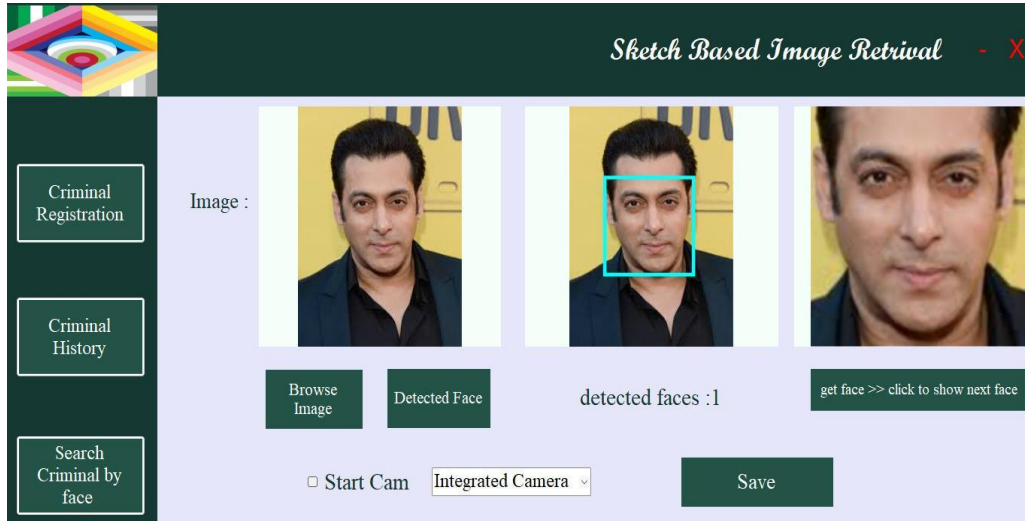 Sketch Based Image Retrival
- X
Criminal
Registration
Criminal
History
Search
Criminal by
face
Image :
Browse
Image
Detected Face
detected faces :1
get face >> click to show next face
Start Cam
Integrated Camera
Save